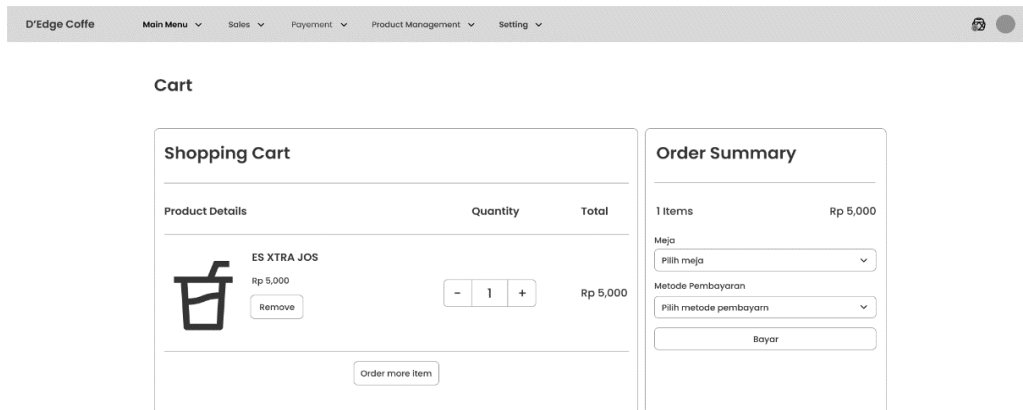 D'Edge Coffe
Main Menu
Sales
Payement
Product Management
Setting
Cart
Shopping Cart
Product Details
Quantity
Total
ES XTRA JOS
Rp 5,000
Remove
- 1 +
Rp 5,000
Order more item
Order Summary
1 Items
Rp 5,000
Meja
Pilih meja
Metode Pembayaran
Pilih metode pembayarn
Bayar